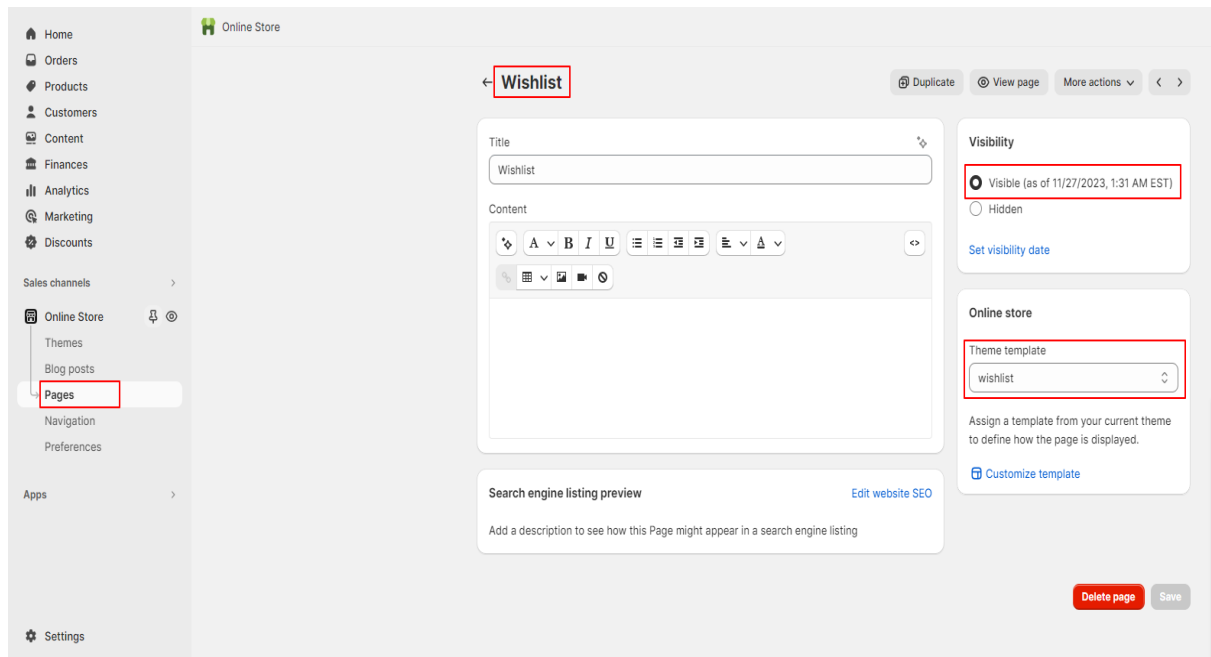 Online Store
Home
Orders
Products
Customers
Content
Finances
Analytics
Marketing
Discounts
Sales channels
Online Store
Themes
Blog posts
Pages
Navigation
Preferences
Apps
Settings
Wishlist
Duplicate
View page
More actions
Title
Wishlist
Content
A B I U A
Visibility
Visible (as of 11/27/2023, 1:31 AM EST)
Hidden
Set visibility date
Online store
Theme template
wishlist
Assign a template from your current theme
to define how the page is displayed.
Customize template
Search engine listing preview
Edit website SEO
Add a description to see how this Page might appear in a search engine listing
Delete page
Save